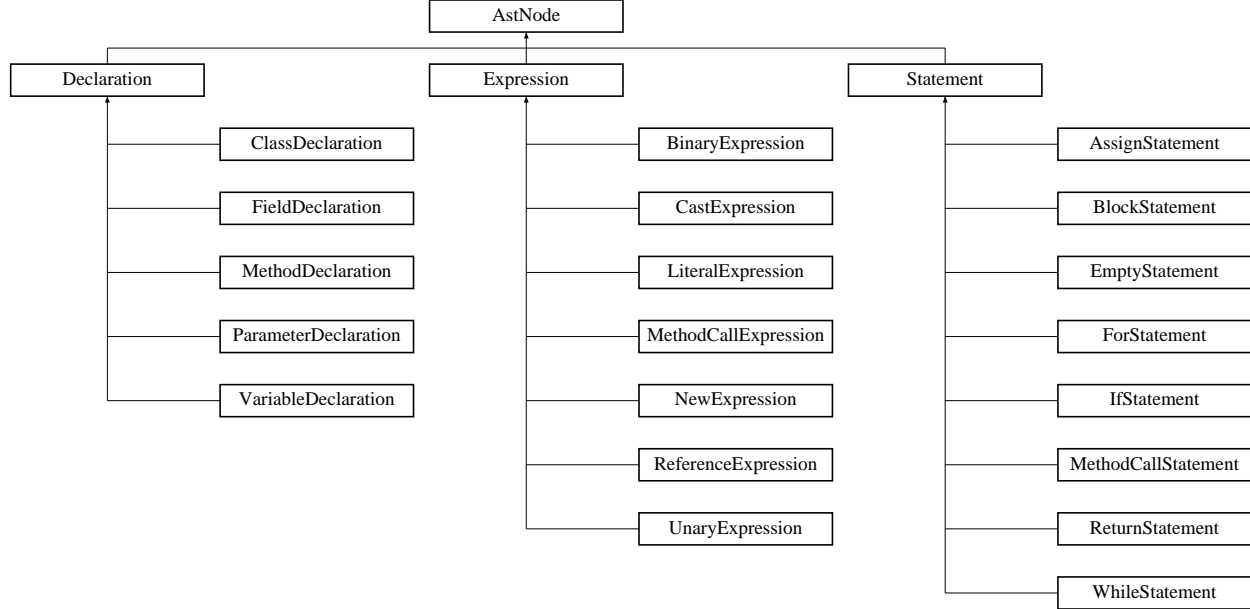 AstNode
Declaration
Expression
Statement
ClassDeclaration
BinaryExpression
AssignStatement
FieldDeclaration
CastExpression
BlockStatement
MethodDeclaration
LiteralExpression
EmptyStatement
ParameterDeclaration
MethodCallExpression
ForStatement
VariableDeclaration
NewExpression
IfStatement
ReferenceExpression
MethodCallStatement
UnaryExpression
ReturnStatement
WhileStatement